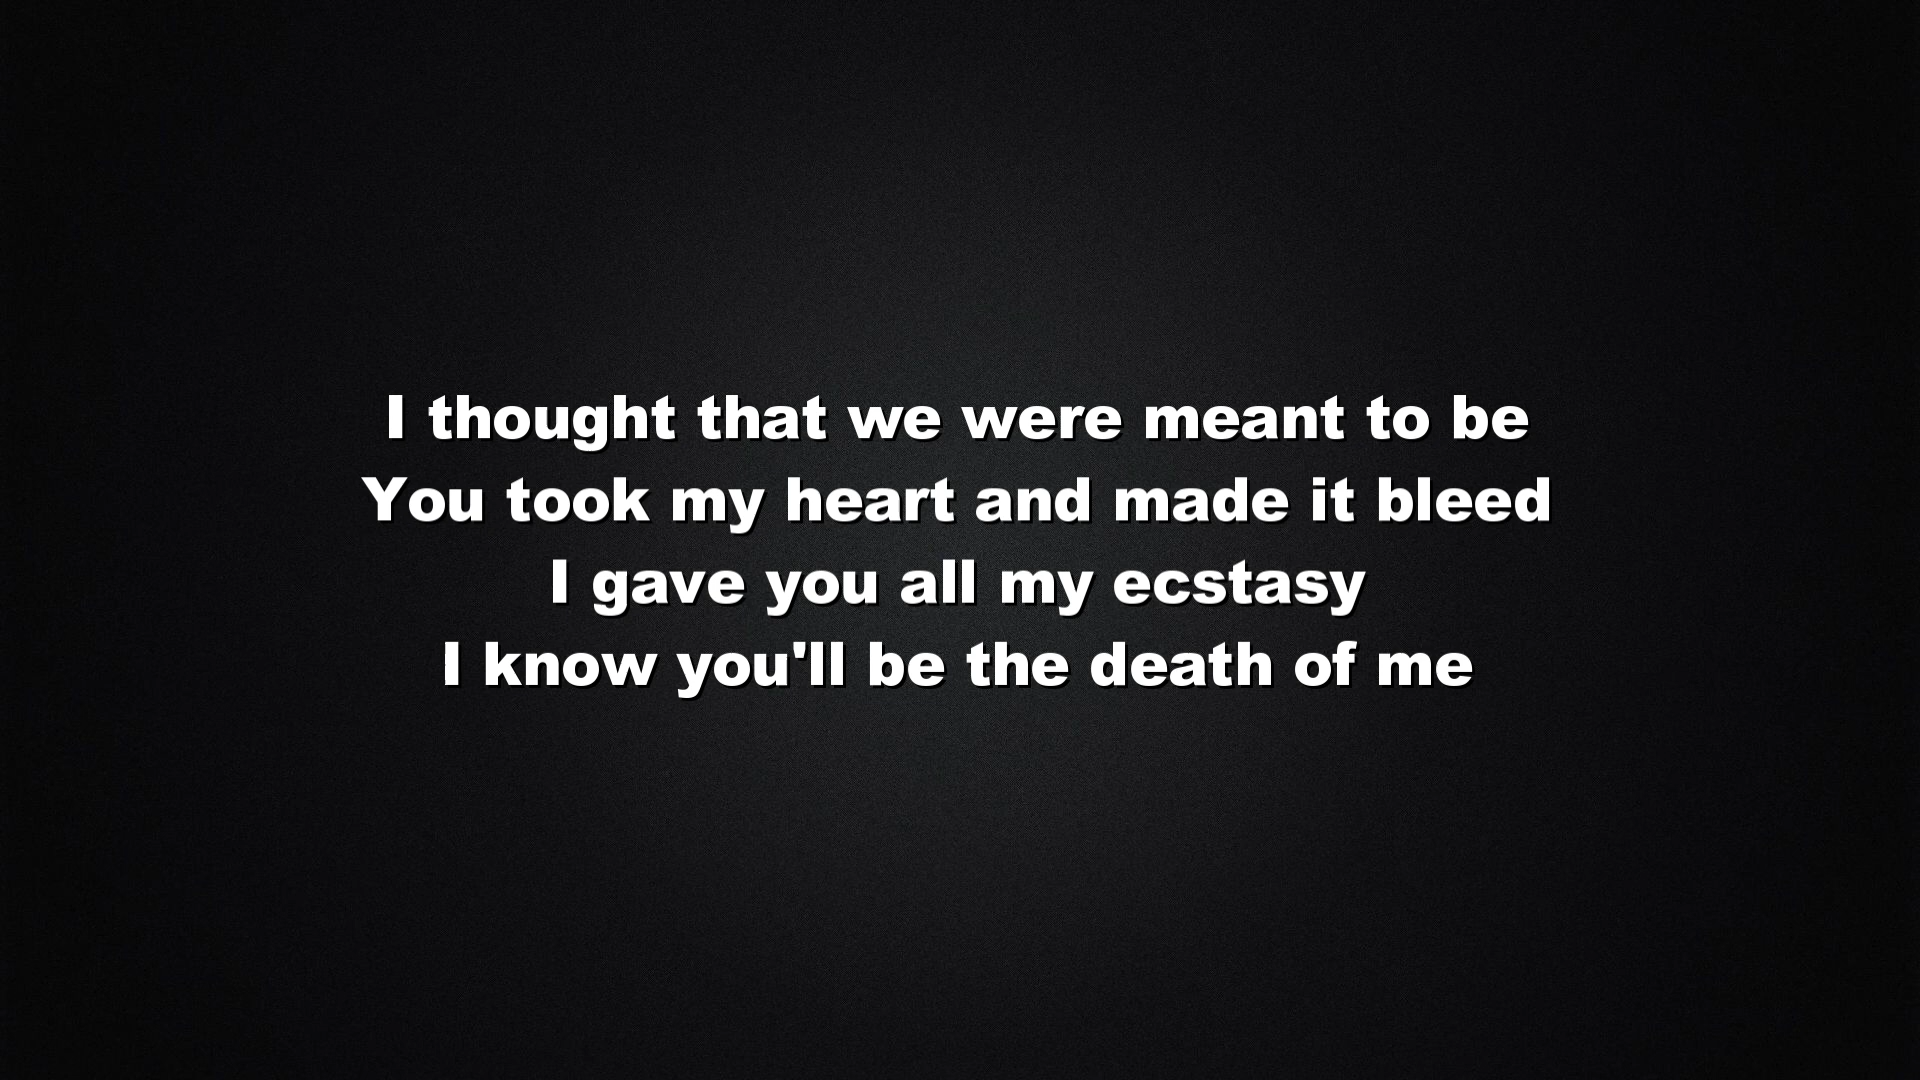 I thought that we were meant to be
You took my heart and made it bleed
I gave you all my ecstasy
I know you'll be the death of me